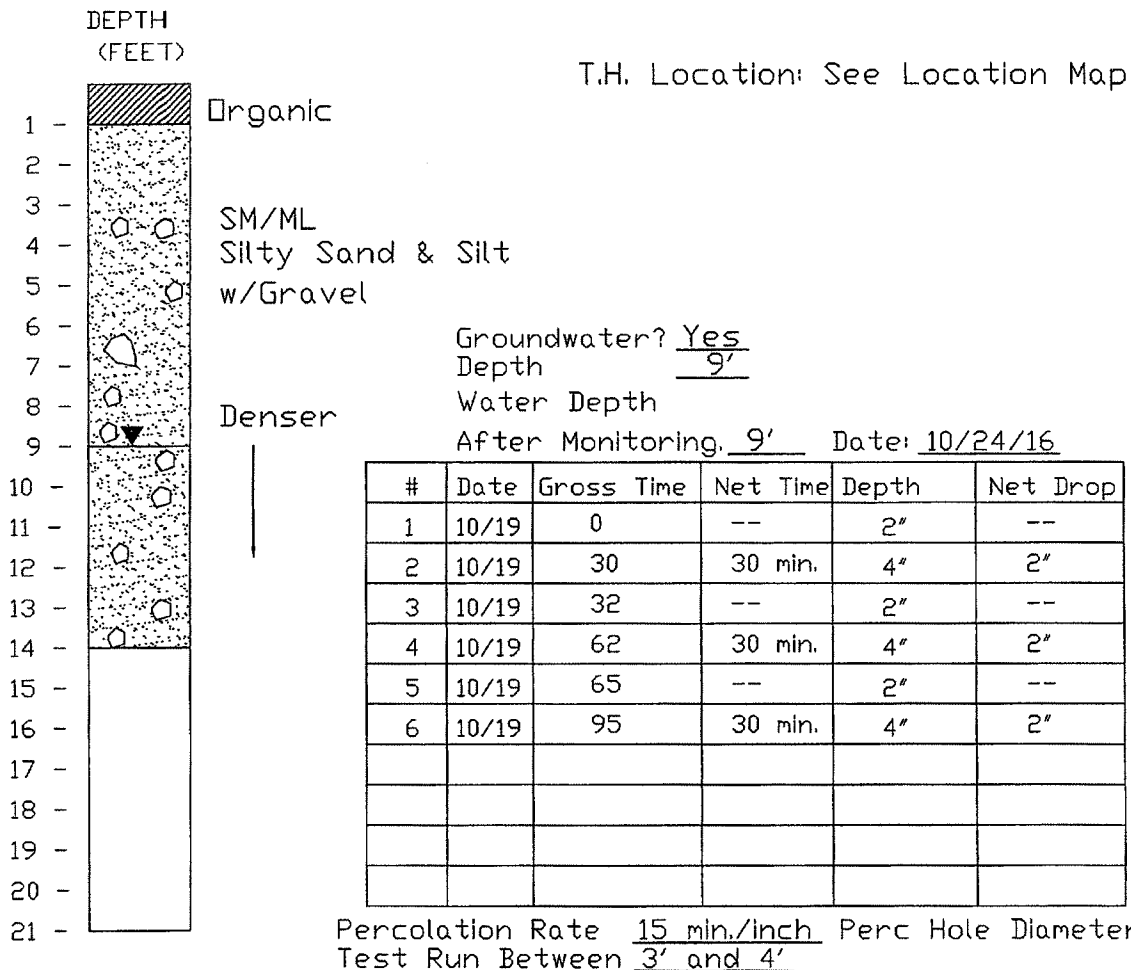 DEPTH
(FEET)
T.H. Location: See Location Map
Organic
1 -
2 -
3 -
SM/ML
4 -
Silty Sand & Silt
5 -
w/Gravel
6 -
Groundwater? Yes
7 -
Depth 9'
8 -
Denser
Water Depth
9 -
After Monitoring. 9' Date: 10/24/16
10 -
11 -
12 -
13 -
14 -
15 -
16 -
17 -
18 -
19 -
20 -
21 -
# Date Gross Time Net Time Depth Net Drop
1 10/19 0 -- 2" --
2 10/19 30 30 min. 4" 2"
3 10/19 32 -- 2" --
4 10/19 62 30 min. 4" 2"
5 10/19 65 -- 2" --
6 10/19 95 30 min. 4" 2"
Percolation Rate 15 min./inch Perc Hole Diameter
Test Run Between 3' and 4'